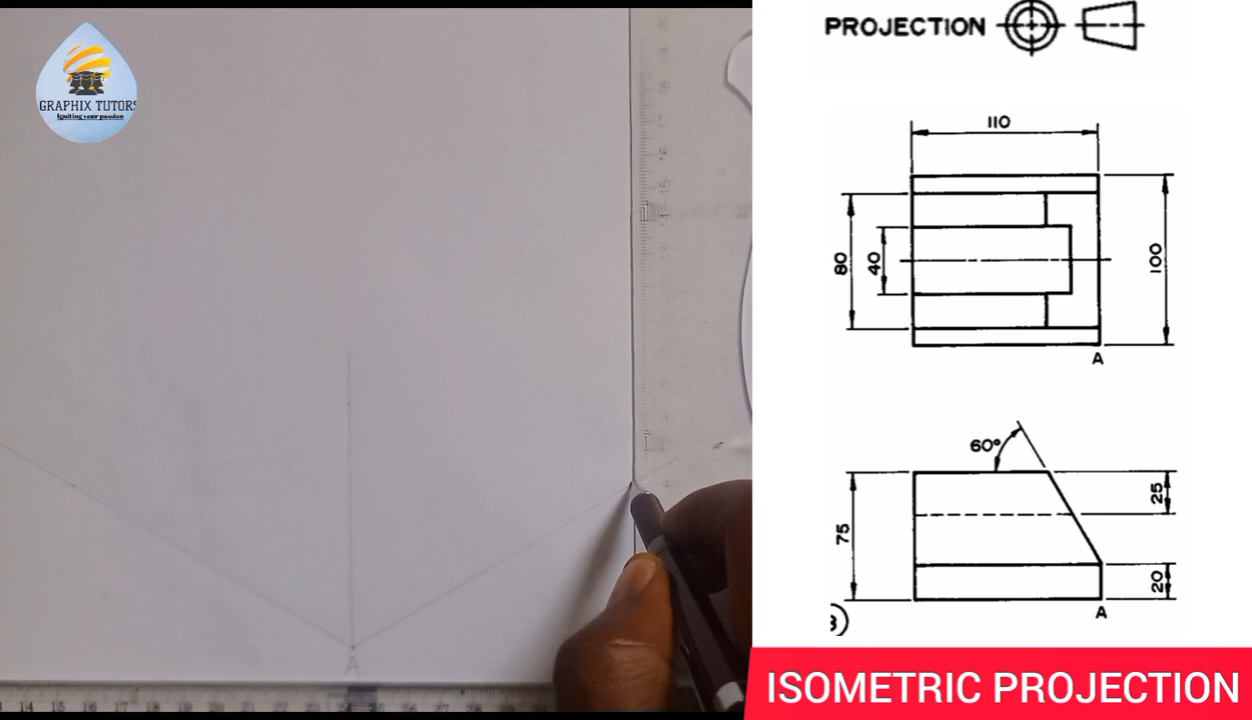 GRAPHIX TUTORS
Igniting your passion
PROJECTION
110
80
40
100
A
60°
75
25
20
A
A
ISOMETRIC PROJECTION